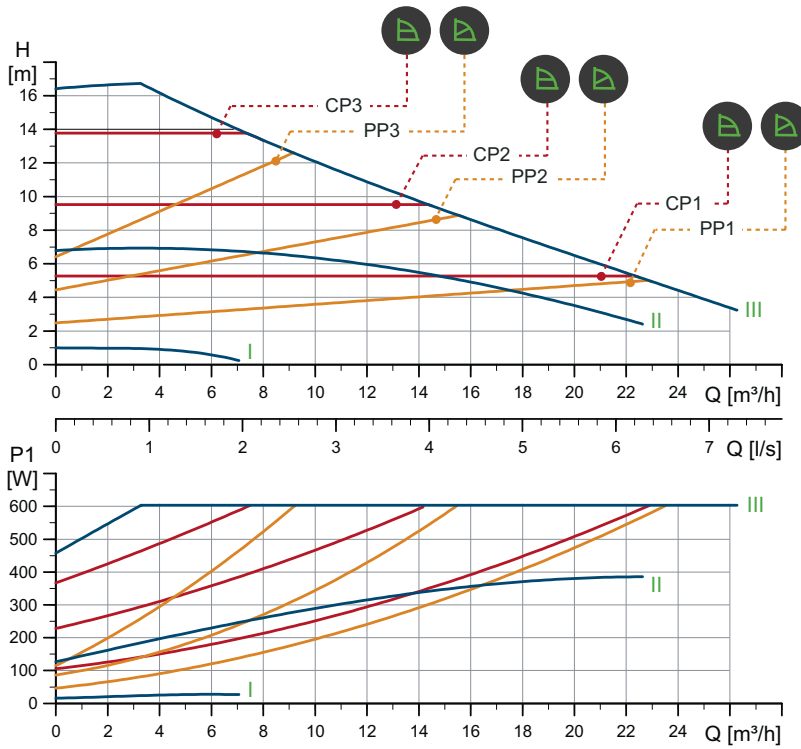 H
[m]
16
14
12
10
8
6
4
2
0
CP3
PP3
CP2
PP2
CP1
PP1
I
II
III
0 2 4 6 8 10 12 14 16 18 20 22 24 Q [m³/h]
0 1 2 3 4 5 6 7 Q [l/s]
P1
[W]
600
500
400
300
200
100
0
III
II
I
0 2 4 6 8 10 12 14 16 18 20 22 24 Q [m³/h]